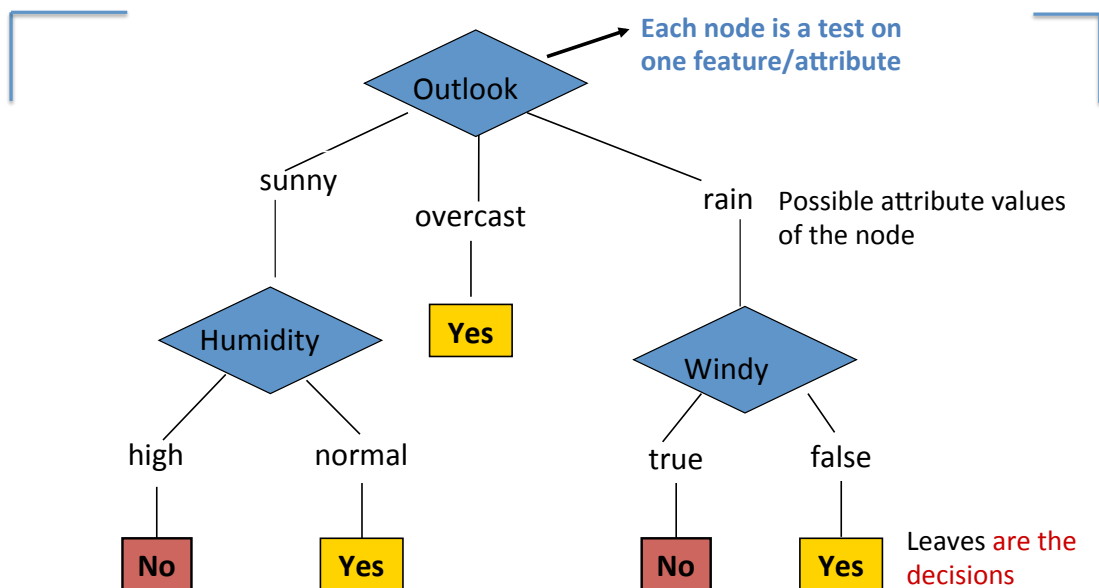 Each node is a test on
one feature/attribute
Outlook
sunny
overcast
rain
Possible attribute values
of the node
Humidity
Yes
Windy
high
normal
true
false
No
Yes
No
Yes
Leaves are the
decisions